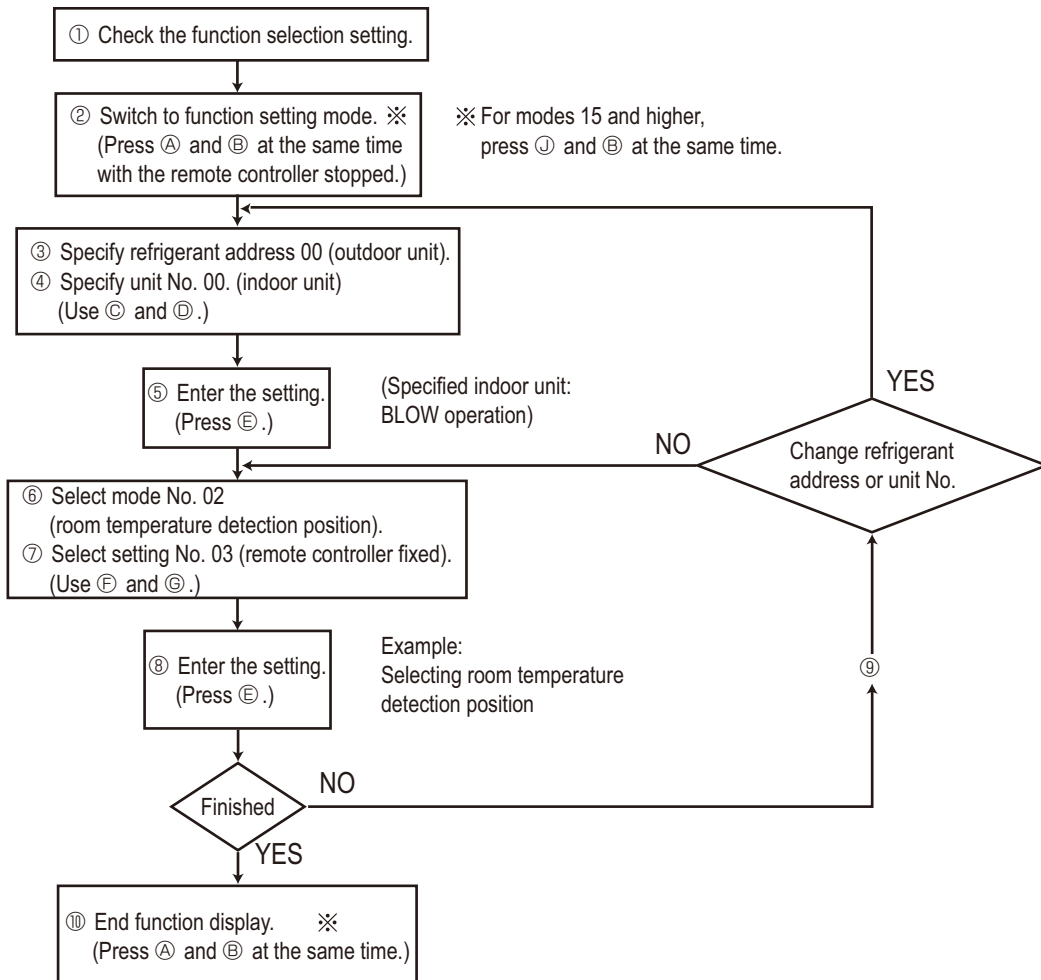 ① Check the function selection setting.
② Switch to function setting mode. ※
(Press Ⓐ and Ⓑ at the same time
with the remote controller stopped.)
※ For modes 15 and higher,
press Ⓙ and Ⓑ at the same time.
③ Specify refrigerant address 00 (outdoor unit).
④ Specify unit No. 00. (indoor unit)
(Use Ⓒ and Ⓓ.)
⑤ Enter the setting.
(Press Ⓔ.)
(Specified indoor unit:
BLOW operation)
YES
NO
Change refrigerant
address or unit No.
⑥ Select mode No. 02
(room temperature detection position).
⑦ Select setting No. 03 (remote controller fixed).
(Use Ⓕ and Ⓖ.)
⑧ Enter the setting.
(Press Ⓔ.)
Example:
Selecting room temperature
detection position
⑨
Finished
NO
YES
⑩ End function display. ※
(Press Ⓐ and Ⓑ at the same time.)